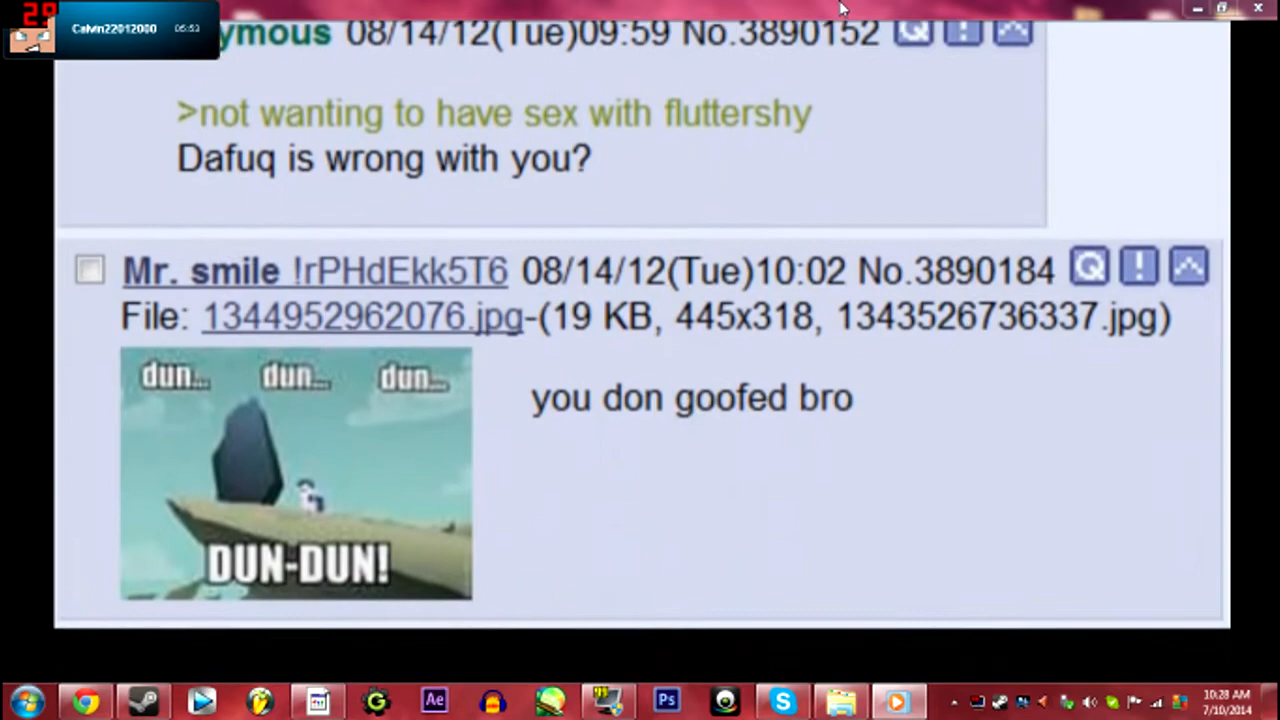 29
Calvin22012000 05:53
ymous 08/14/12(Tue)09:59 No.3890152
>not wanting to have sex with fluttershy
Dafuq is wrong with you?
Mr. smile !rPHdEkk5T6 08/14/12(Tue)10:02 No.3890184
File: 1344952962076.jpg-(19 KB, 445x318, 1343526736337.jpg)
dun... dun... dun...
you don goofed bro
DUN-DUN!
Ae Ps
10:28 AM
7/10/2014